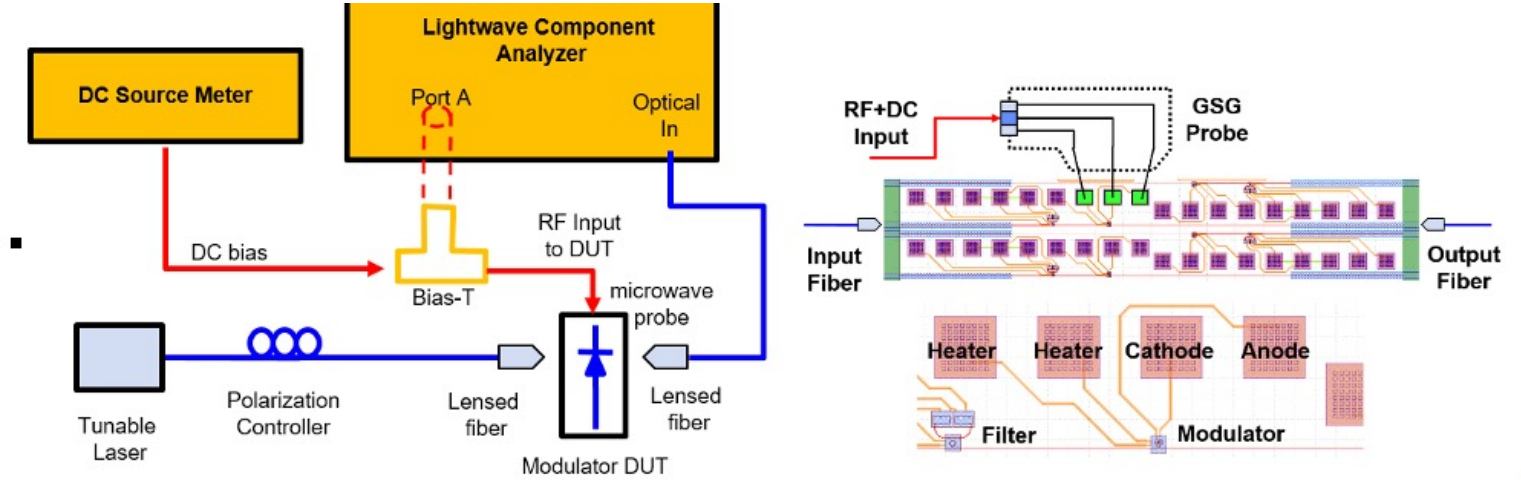 Lightwave Component
Analyzer
DC Source Meter
Port A
Optical
In
DC bias
RF Input
to DUT
Bias-T
microwave
probe
Tunable
Laser
Polarization
Controller
Lensed
fiber
Lensed
fiber
Modulator DUT
RF+DC
Input
GSG
Probe
Input
Fiber
Output
Fiber
Heater
Heater
Cathode
Anode
Filter
Modulator